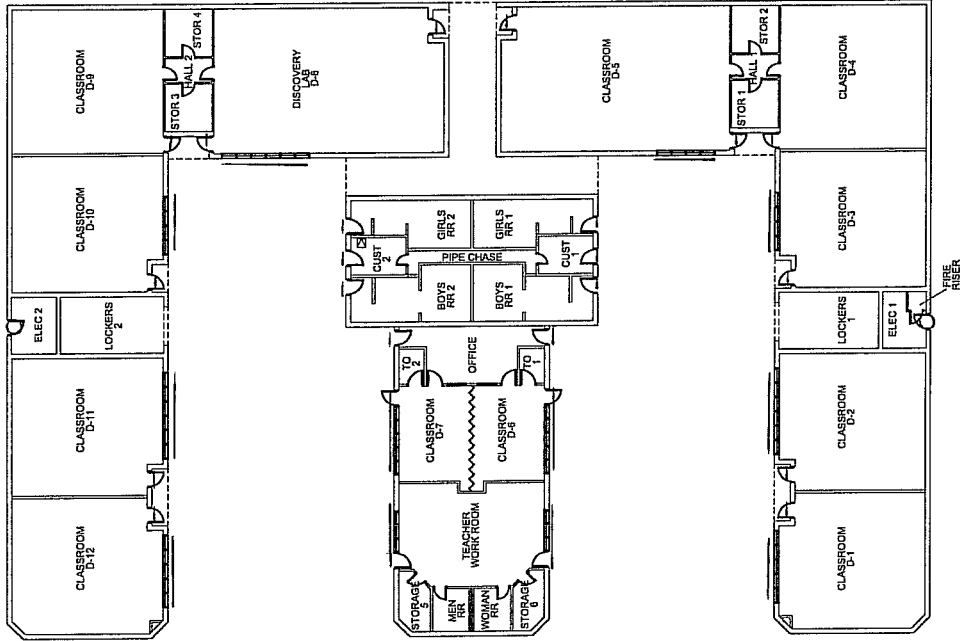 CLASSROOM
D-9
STOR 4
HALL 2
STOR 3
DISCOVERY
LAB
D-8
CLASSROOM
D-5
STOR 2
HALL 1
STOR 1
CLASSROOM
D-4
CLASSROOM
D-10
GIRLS
RR 2
GIRLS
RR 1
CUST
2
PIPE CHASE
CUST
1
BOYS
RR 2
BOYS
RR 1
CLASSROOM
D-3
ELEC 2
LOCKERS
2
OFFICE
TO
2
TO
1
LOCKERS
1
ELEC 1
FIRE
RISER
CLASSROOM
D-11
CLASSROOM
D-7
CLASSROOM
D-6
CLASSROOM
D-2
CLASSROOM
D-12
TEACHER
WORK ROOM
STORAGE
5
MEN
RR
WOMAN
RR
STORAGE
6
CLASSROOM
D-1